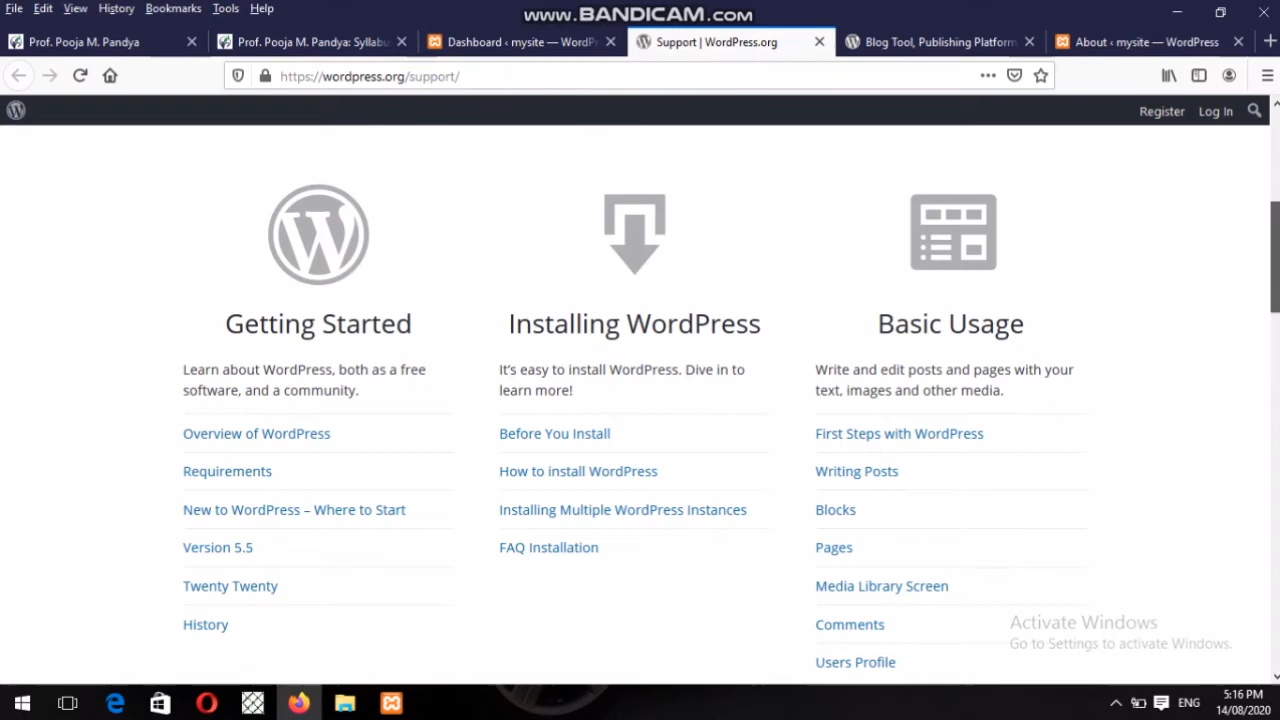 www.BANDICAM.com
File Edit View History Bookmarks Tools Help
Prof. Pooja M. Pandya
Prof. Pooja M. Pandya: Syllabu
Dashboard ‹ mysite — WordPr
Support | WordPress.org
Blog Tool, Publishing Platform,
About ‹ mysite — WordPress
https://wordpress.org/support/
Register Log In
Getting Started
Learn about WordPress, both as a free
software, and a community.
Overview of WordPress
Requirements
New to WordPress – Where to Start
Version 5.5
Twenty Twenty
History
Installing WordPress
It's easy to install WordPress. Dive in to
learn more!
Before You Install
How to install WordPress
Installing Multiple WordPress Instances
FAQ Installation
Basic Usage
Write and edit posts and pages with your
text, images and other media.
First Steps with WordPress
Writing Posts
Blocks
Pages
Media Library Screen
Comments
Users Profile
Activate Windows
Go to Settings to activate Windows.
ENG
5:16 PM
14/08/2020